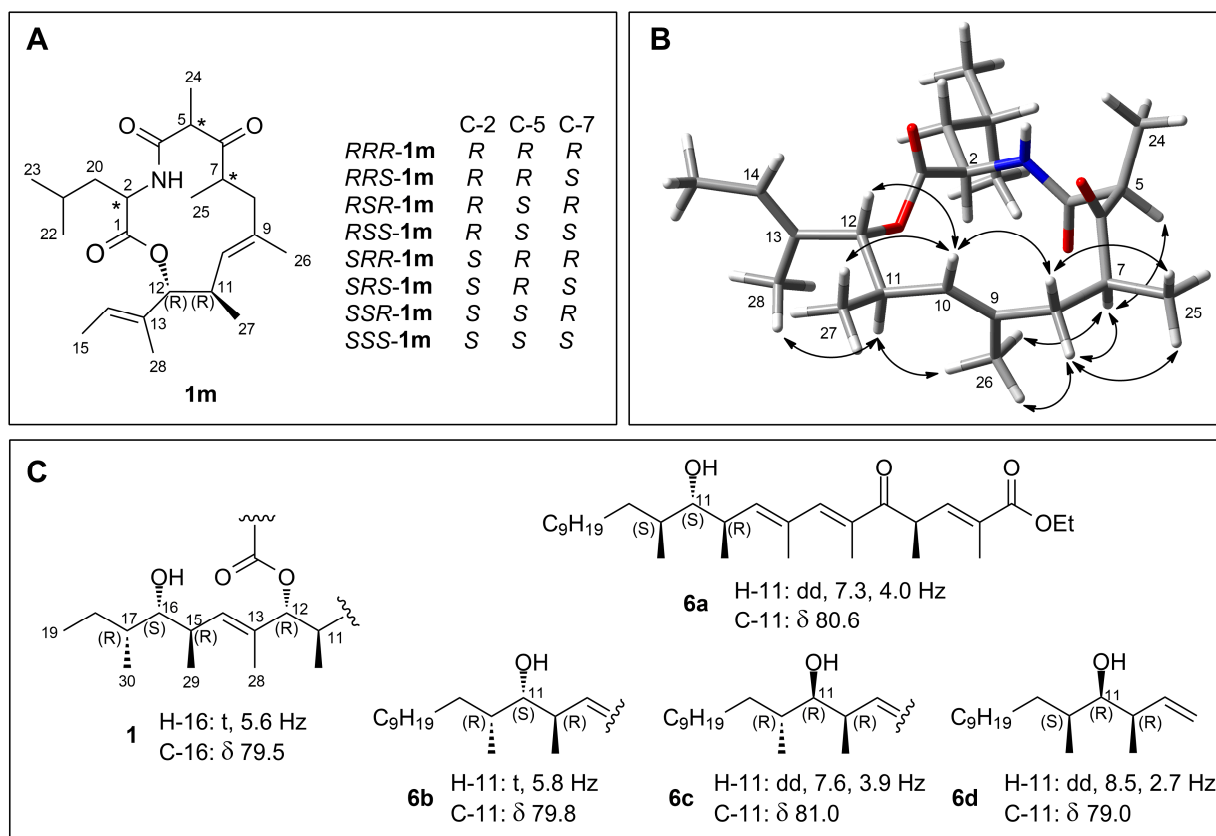 A
24
O
5
*
O
23
20
7
2
NH
*
25
*
1
9
22
O
O
26
12
11
(R)
(R)
13
27
15
28
1m
C-2 C-5 C-7
RRR-1m R R R
RRS-1m R R S
RSR-1m R S R
RSS-1m R S S
SRR-1m S R R
SRS-1m S R S
SSR-1m S S R
SSS-1m S S S
B
24
2
14
5
12
13
7
11
28
10
9
25
27
26
C
O
O
OH
16
17
15
13
12
19
(R)
(S)
(R)
(R)
11
30
29
28
1
H-16: t, 5.6 Hz
C-16: δ 79.5
OH
O
O
11
C9H19
(S)
(S)
(R)
OEt
6a
H-11: dd, 7.3, 4.0 Hz
C-11: δ 80.6
OH
11
C9H19
(R)
(S)
(R)
6b
H-11: t, 5.8 Hz
C-11: δ 79.8
OH
11
C9H19
(R)
(R)
(R)
6c
H-11: dd, 7.6, 3.9 Hz
C-11: δ 81.0
OH
11
C9H19
(S)
(R)
(R)
6d
H-11: dd, 8.5, 2.7 Hz
C-11: δ 79.0